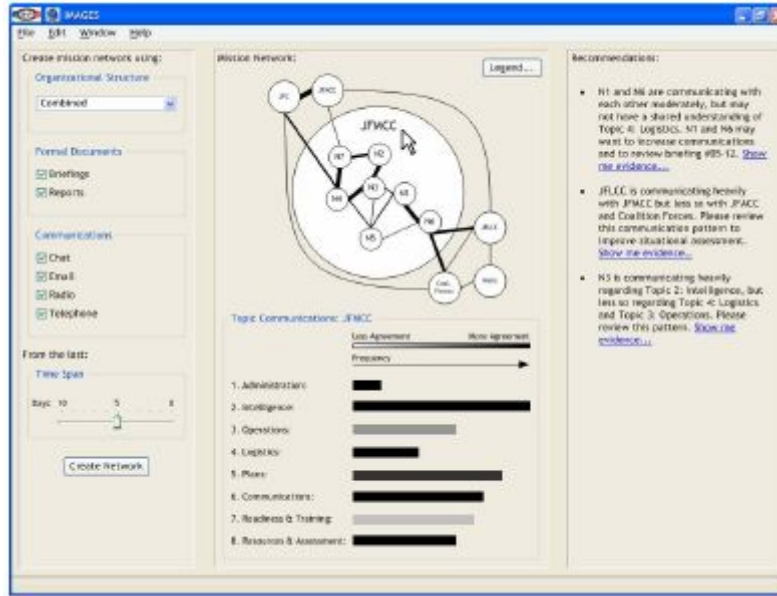 IMAGES
File Edit Window Help
Create mission network using:
Organizational Structure
Combined
Formal Documents
Briefings
Reports
Communications
Chat
Email
Radio
Telephone
From the last:
Time Span
Days: 10 5 0
Create Network
Mission Network:
Legend...
JFC
JFACC
JFMCC
N7
N2
N4
N3
N1
N5
N6
JFLCC
Coal. Forces
Topic Communications: JFMCC
Less Agreement More Agreement
Frequency
1. Administration:
2. Intelligence:
3. Operations:
4. Logistics:
5. Plans:
6. Communications:
7. Readiness & Training:
8. Resources & Assessment:
Recommendations:
N1 and N6 are communicating with
each other moderately, but may
not have a shared understanding of
Topic 4: Logistics. N1 and N6 may
want to increase communications
and to review briefing #05-12. Show
me evidence...
JFLCC is communicating heavily
with JFMCC but less so with JFACC
and Coalition Forces. Please review
this communication pattern to
improve situational assessment.
Show me evidence...
N3 is communicating heavily
regarding Topic 2: Intelligence, but
less so regarding Topic 4: Logistics
and Topic 3: Operations. Please
review this pattern. Show me
evidence...